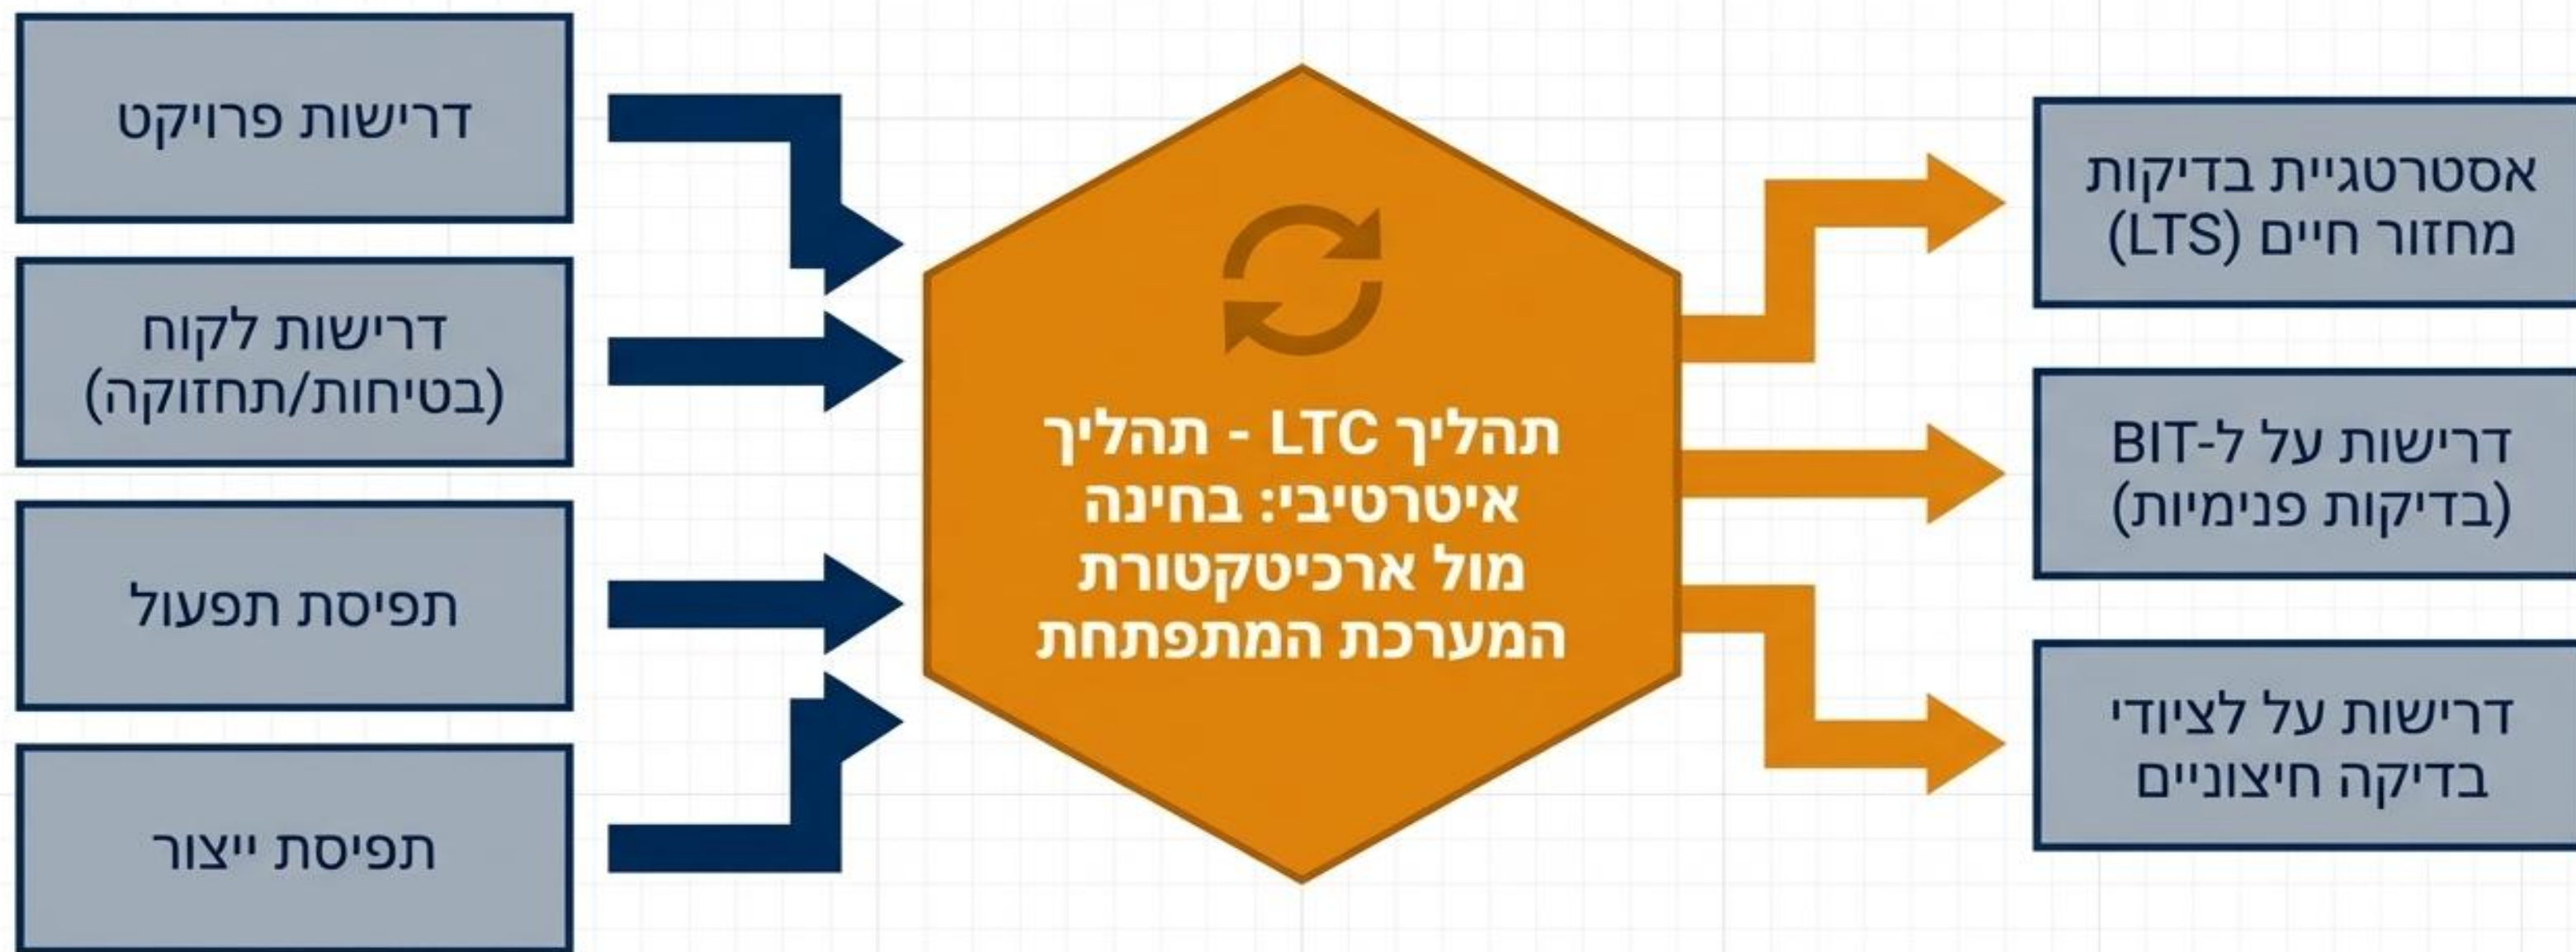 דרישות פרויקט
דרישות לקוח
(בטיחות/תחזוקה)
תפיסת תפעול
תפיסת ייצור
תהליך LTC - תהליך
איטרטיבי: בחינה
מול ארכיטקטורת
המערכת המתפתחת
אסטרטגיית בדיקות
מחזור חיים (LTS)
דרישות על ל-BIT
(בדיקות פנימיות)
דרישות על לציודי
בדיקה חיצוניים